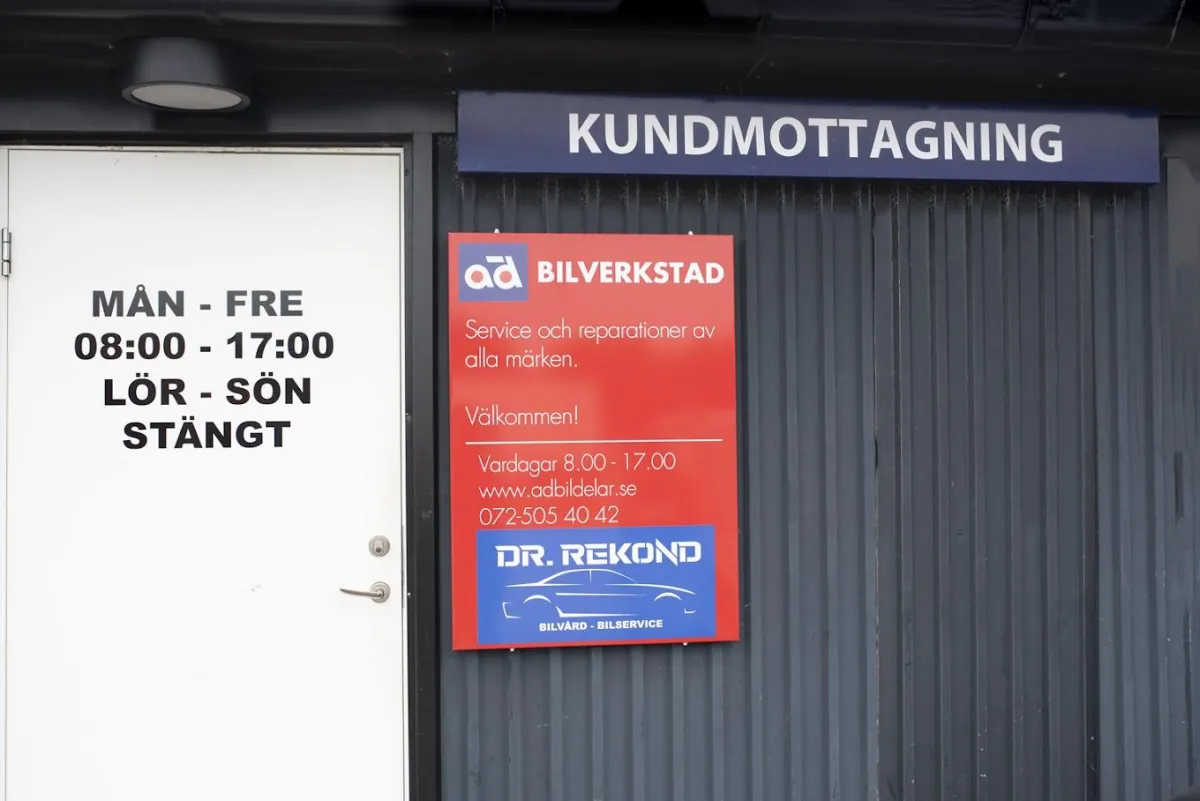 KUNDMOTTAGNING
MÅN - FRE
08:00 - 17:00
LÖR - SÖN
STÄNGT
ad BILVERKSTAD
Service och reparationer av
alla märken.
Välkommen!
Vardagar 8.00 - 17.00
www.adbildelar.se
072-505 40 42
DR. REKOND
BILVÅRD - BILSERVICE